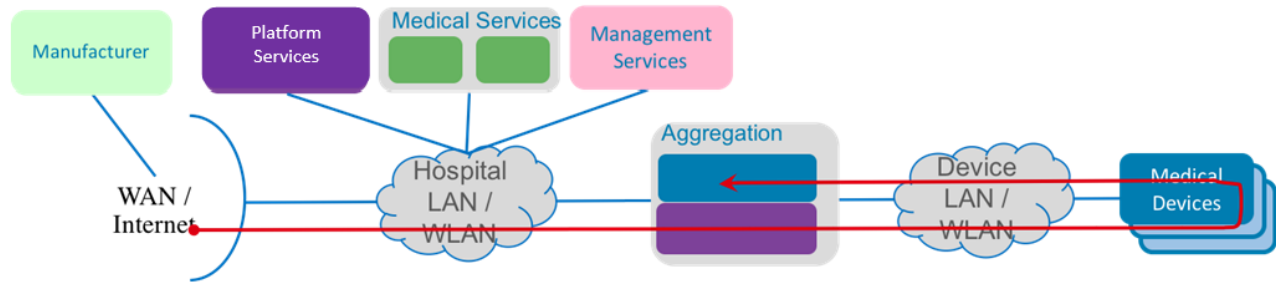 Manufacturer
Platform
Services
Medical Services
Management
Services
Aggregation
WAN /
Internet
Hospital
LAN /
WLAN
Device
LAN /
WLAN
Medical
Devices